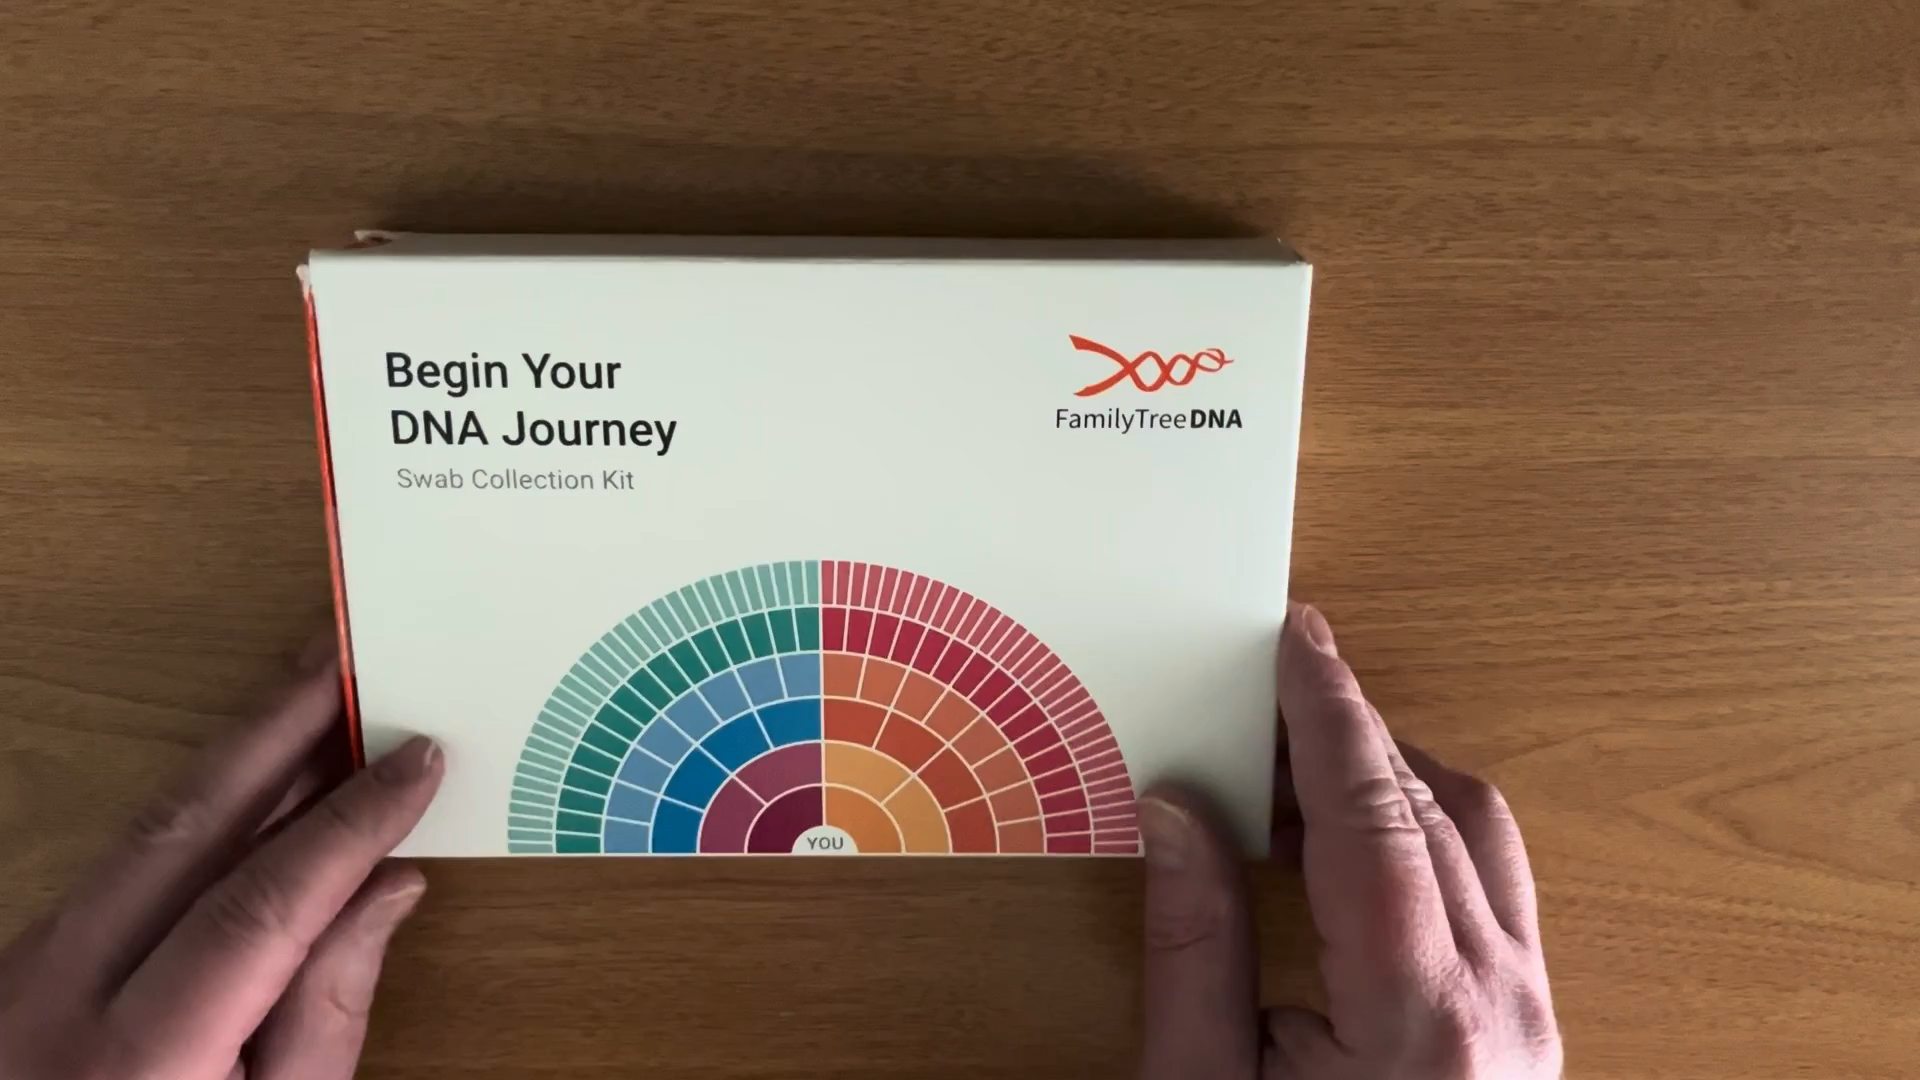 Begin Your
DNA Journey
Swab Collection Kit
FamilyTreeDNA
YOU